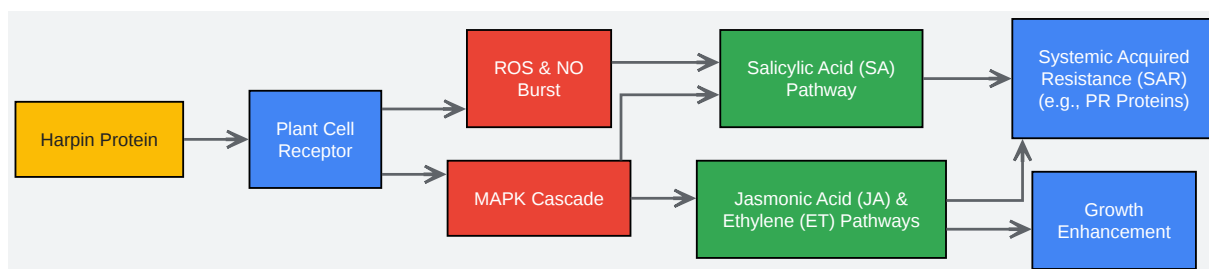 Harpin Protein
Plant Cell
Receptor
ROS & NO
Burst
MAPK Cascade
Salicylic Acid (SA)
Pathway
Jasmonic Acid (JA) &
Ethylene (ET) Pathways
Systemic Acquired
Resistance (SAR)
(e.g., PR Proteins)
Growth
Enhancement